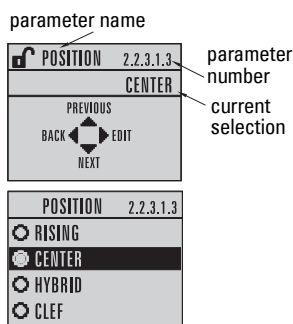 parameter name
POSITION 2.2.3.1.3
parameter number
CENTER
current selection
PREVIOUS
BACK EDIT
NEXT
POSITION 2.2.3.1.3
RISING
CENTER
HYBRID
CLEF